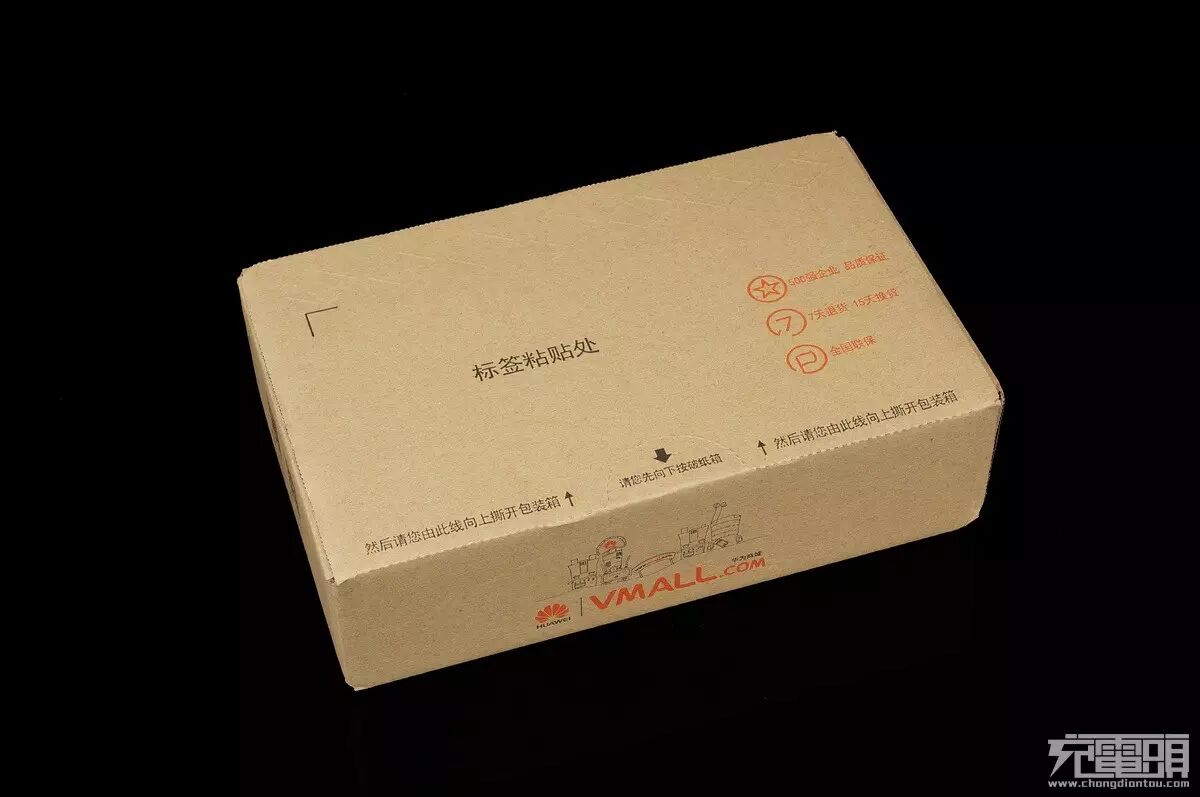 500强企业 品质保证
7天退货 15天换货
全国联保
标签粘贴处
然后请您由此线向上撕开包装箱
请您先向下按破纸箱
然后请您由此线向上撕开包装箱
华为商城
HUAWEI
VMALL.COM
充電頭
www.chongdiantou.com